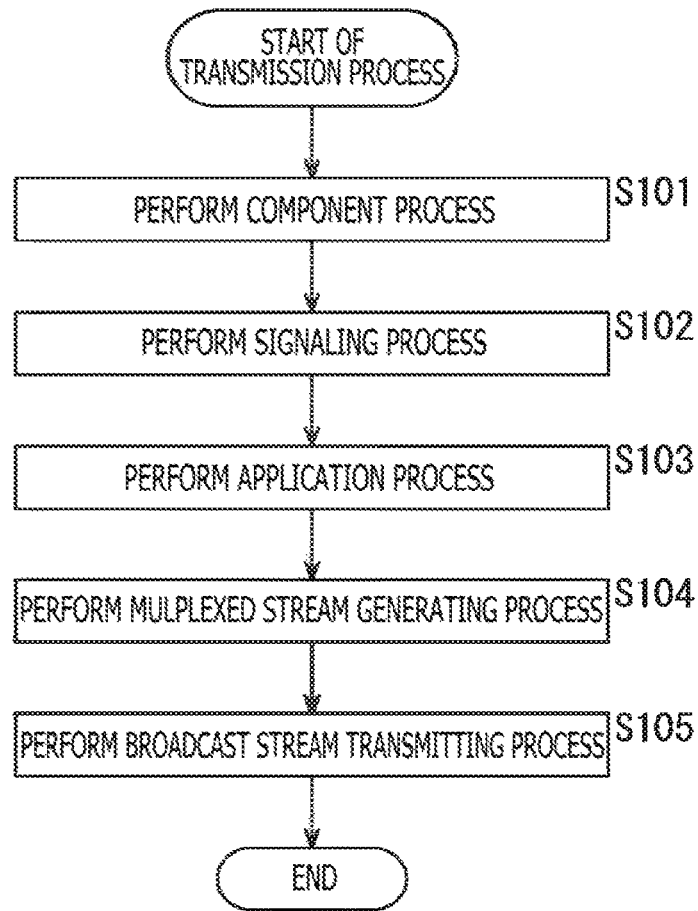 START OF
TRANSMISSION PROCESS
PERFORM COMPONENT PROCESS
S101
PERFORM SIGNALING PROCESS
S102
PERFORM APPLICATION PROCESS
S103
PERFORM MULPLEXED STREAM GENERATING PROCESS
S104
PERFORM BROADCAST STREAM TRANSMITTING PROCESS
S105
END